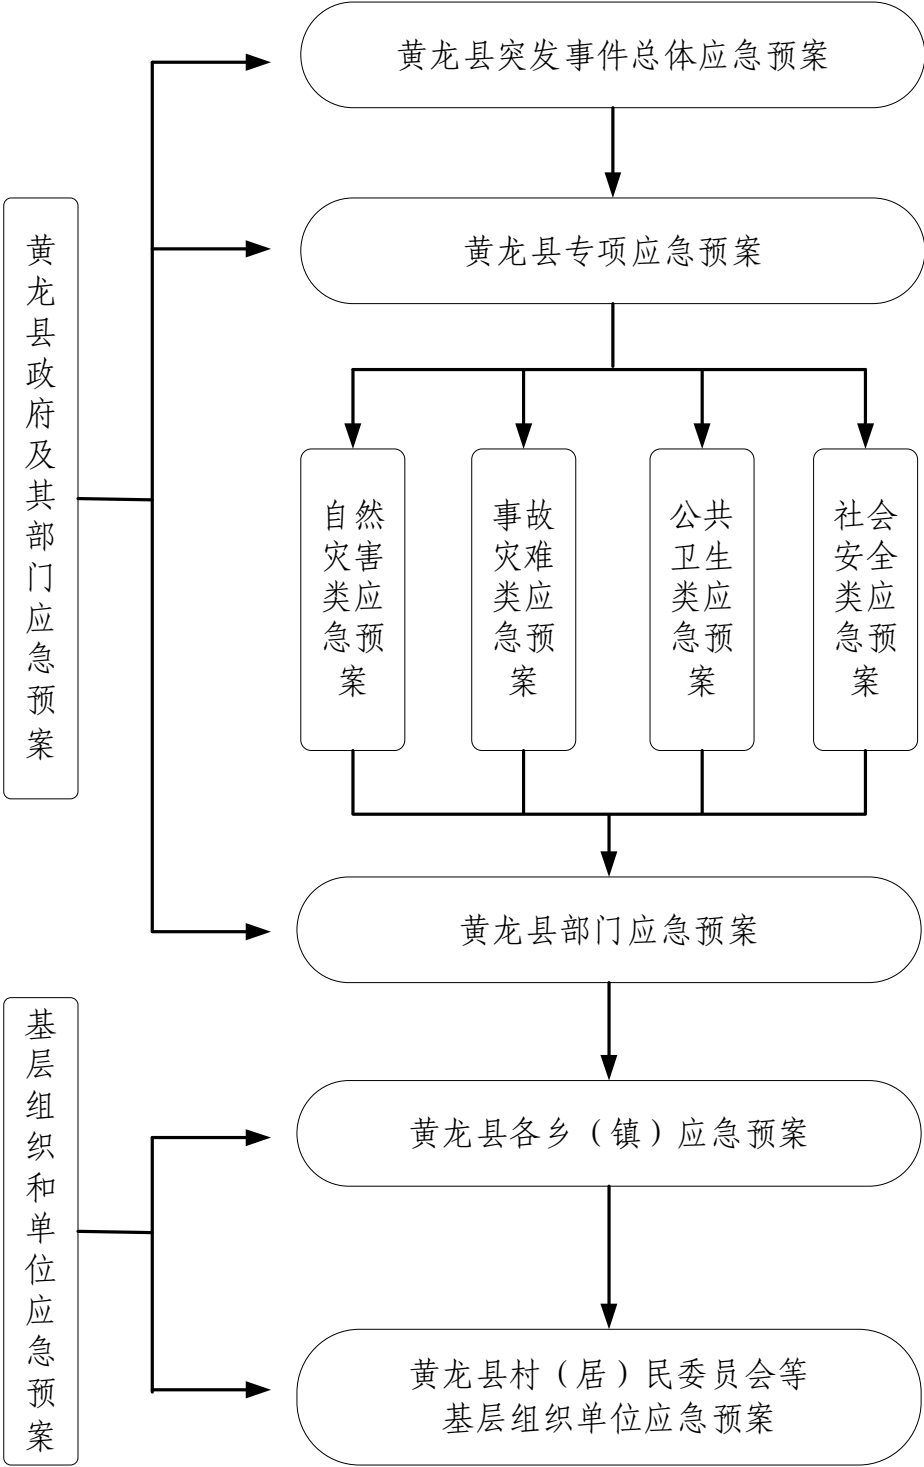 黄龙县突发事件总体应急预案
黄龙县专项应急预案
黄龙县政府及其部门应急预案
自然
灾害
类应
急预
案
事故
灾难
类应
急预
案
公共
卫生
类应
急预
案
社会
安全
类应
急预
案
黄龙县部门应急预案
基层组织和单位应急预案
黄龙县各乡（镇）应急预案
黄龙县村（居）民委员会等
基层组织单位应急预案